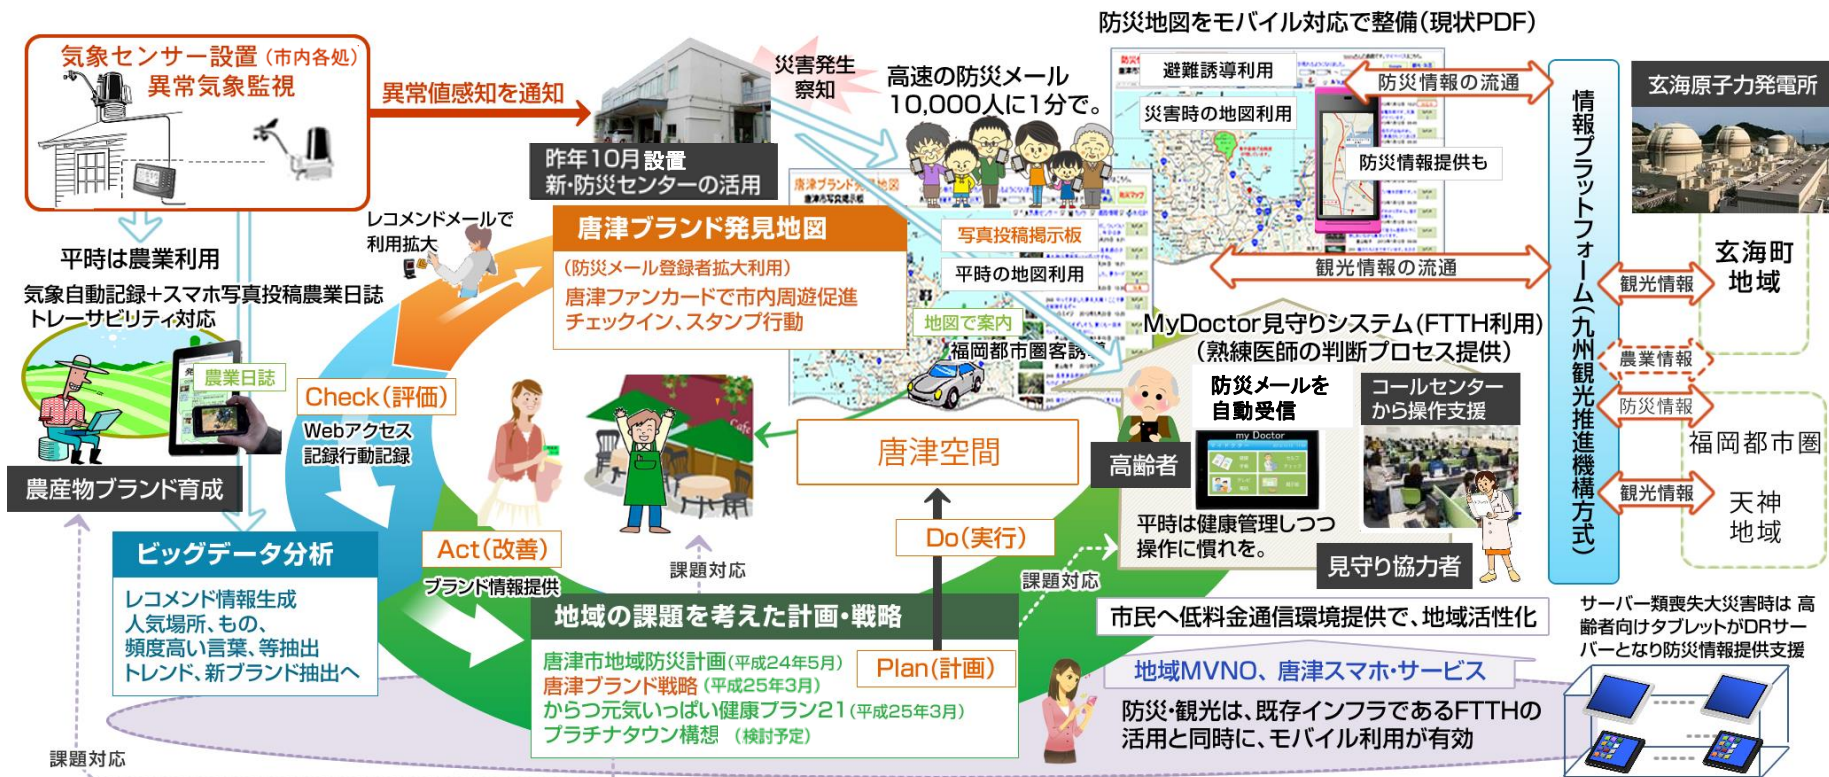 防災地図をモバイル対応で整備(現状PDF)
気象センサー設置(市内各処)
異常気象監視
異常値感知を通知
災害発生
察知
高速の防災メール
10,000人に1分で。
避難誘導利用
災害時の地図利用
防災情報の流通
防災情報提供も
玄海原子力発電所
昨年10月設置
新・防災センターの活用
情報プラットフォーム(九州観光推進機構方式)
レコメンドメールで
利用拡大
唐津ブランド発見地図
(防災メール登録者拡大利用)
唐津ファンカードで市内周遊促進
チェックイン、スタンプ行動
唐津ブランド発見地図
唐津市写真掲示板
写真投稿掲示板
平時の地図利用
地図で案内
福岡都市圏客誘導
観光情報の流通
観光情報
玄海町
地域
農業情報
防災情報
福岡都市圏
観光情報
天神
地域
平時は農業利用
気象自動記録+スマホ写真投稿農業日誌
トレーサビリティ対応
農業日誌
農産物ブランド育成
Check(評価)
Webアクセス
記録行動記録
Cafe
唐津空間
MyDoctor見守りシステム(FTTH利用)
(熟練医師の判断プロセス提供)
防災メールを
自動受信
コールセンター
から操作支援
高齢者
my Doctor
平時は健康管理しつつ
操作に慣れを。
見守り協力者
ビッグデータ分析
レコメンド情報生成
人気場所、もの、
頻度高い言葉、等抽出
トレンド、新ブランド抽出へ
Act(改善)
ブランド情報提供
課題対応
Do(実行)
課題対応
地域の課題を考えた計画・戦略
唐津市地域防災計画(平成24年5月)
唐津ブランド戦略(平成25年3月)
からつ元気いっぱい健康プラン21(平成25年3月)
プラチナタウン構想 (検討予定)
Plan(計画)
市民へ低料金通信環境提供で、地域活性化
地域MVNO、唐津スマホ・サービス
防災・観光は、既存インフラであるFTTHの
活用と同時に、モバイル利用が有効
サーバー類喪失大災害時は 高
齢者向けタブレットがDRサー
バーとなり防災情報提供支援
課題対応